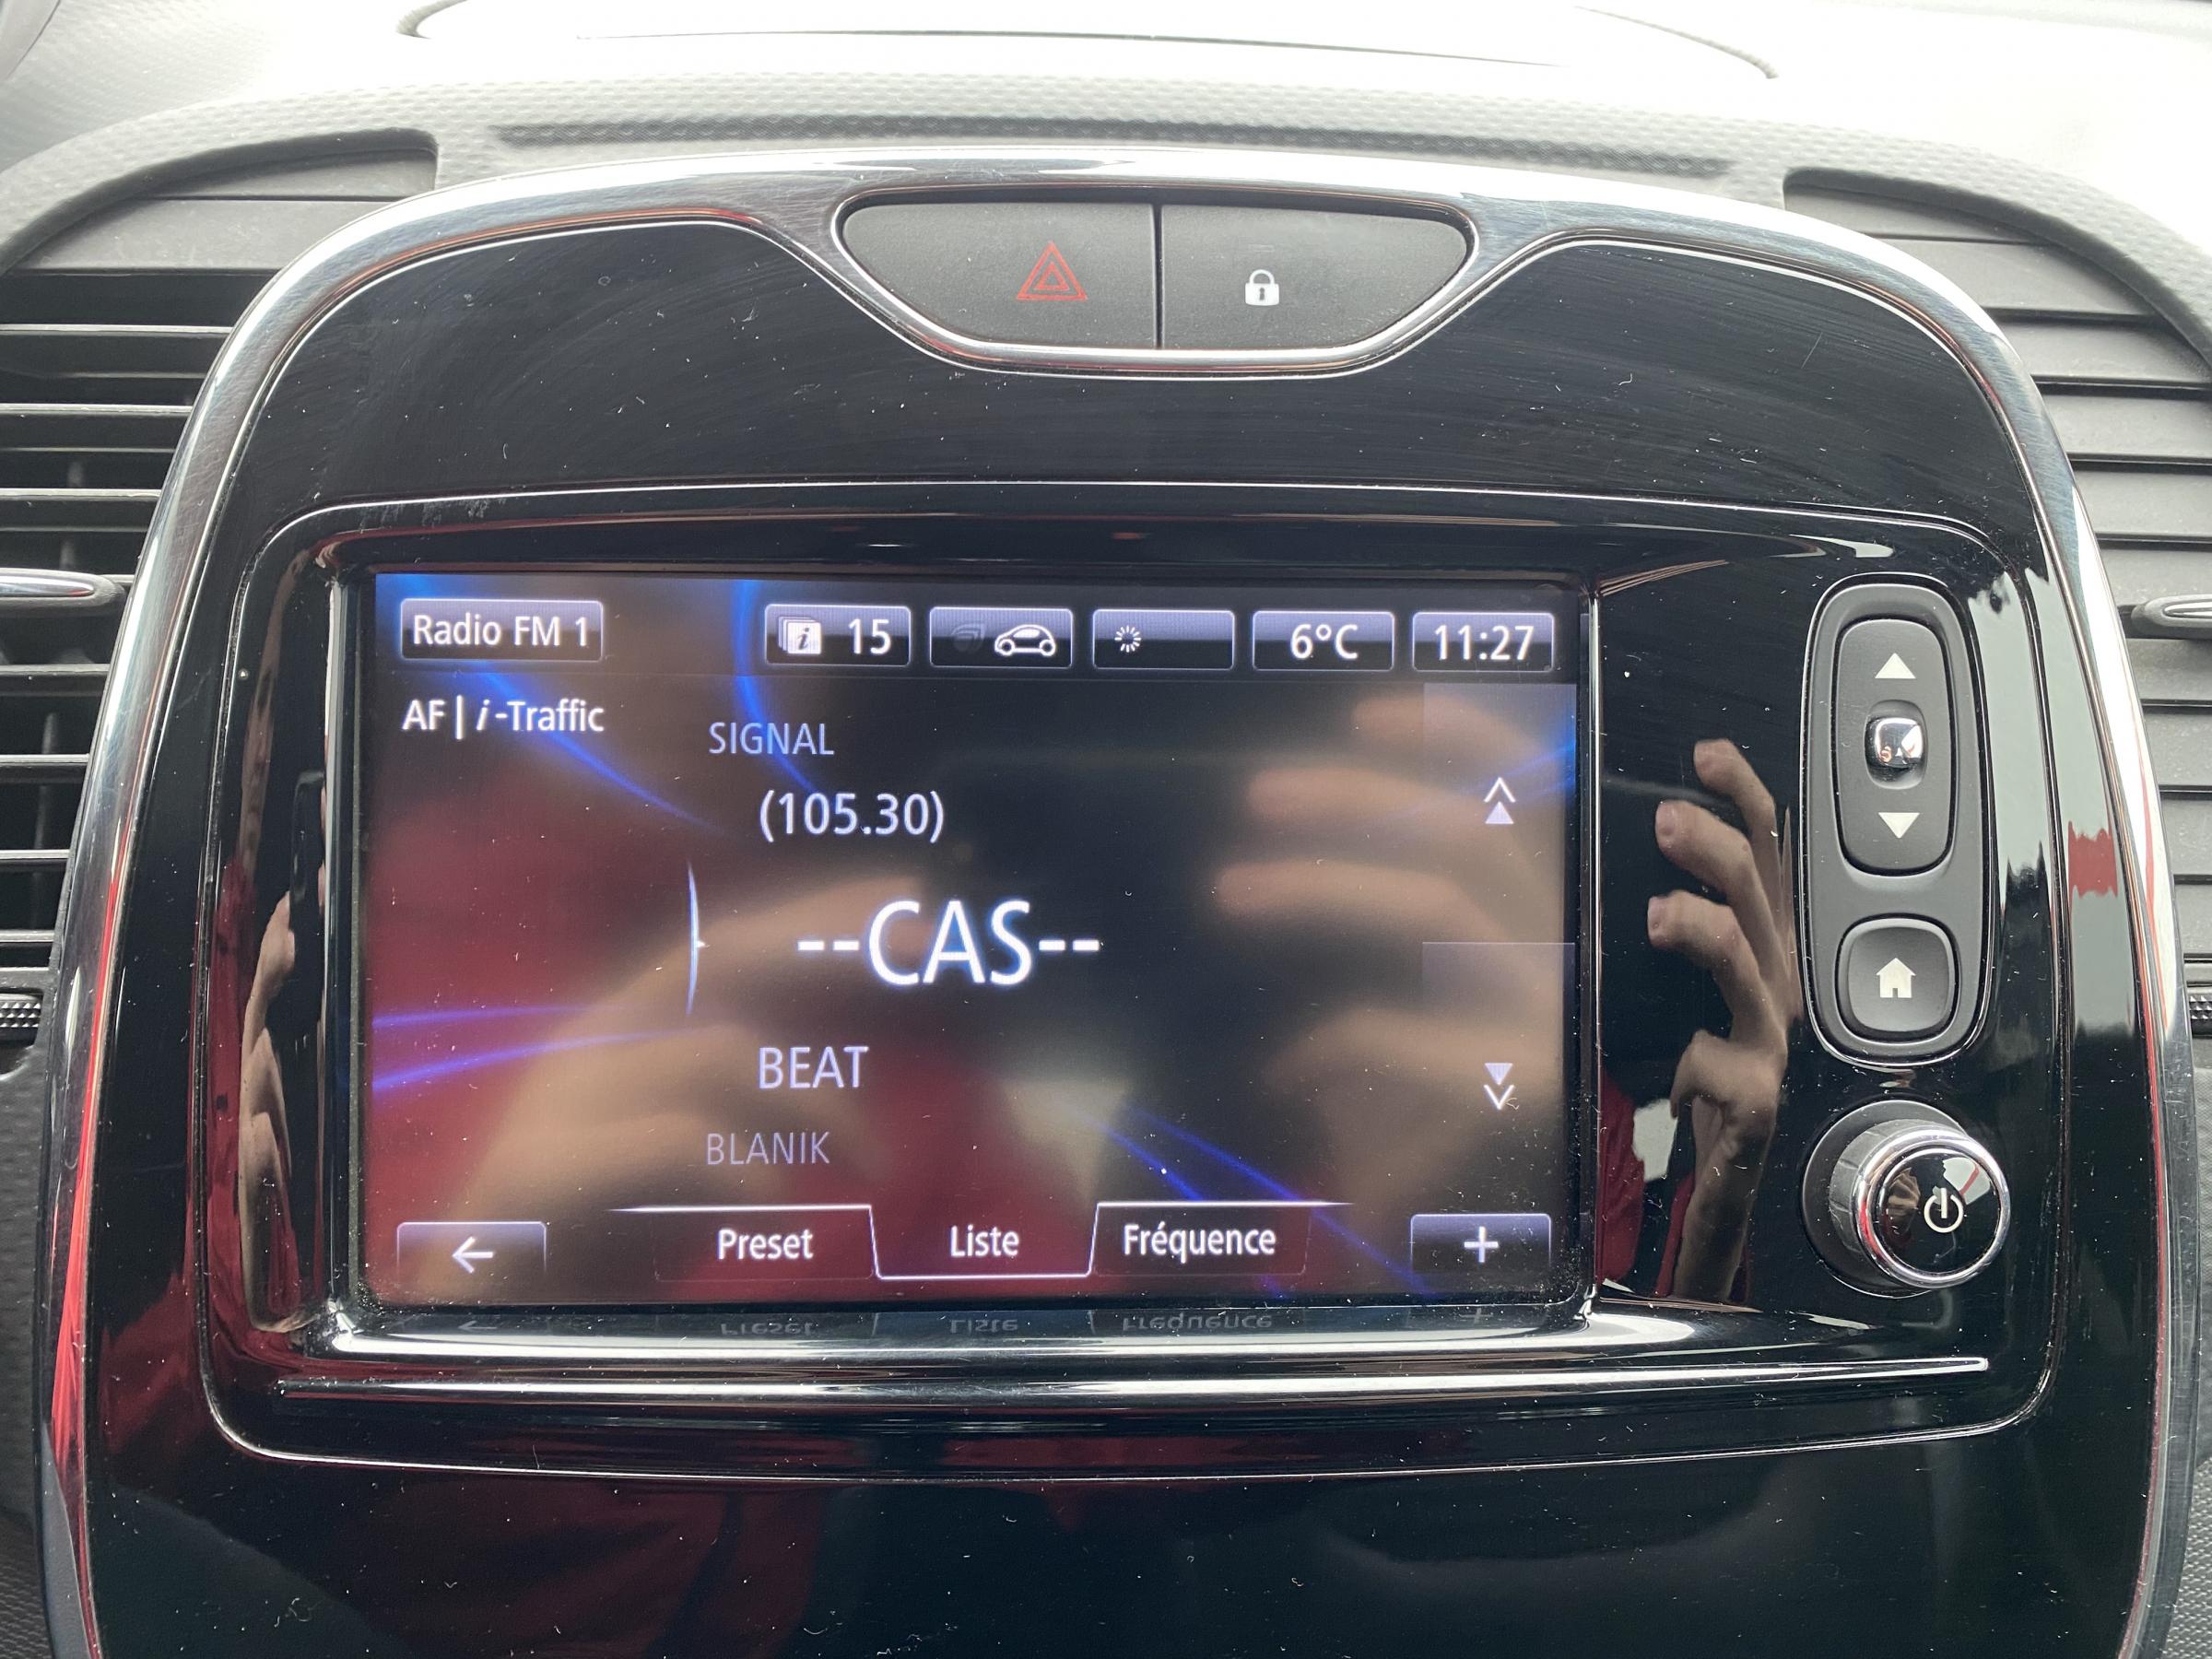 Radio FM 1
i 15
6°C
11:27
AF | i-Traffic
SIGNAL
(105.30)
--CAS--
BEAT
BLANIK
Preset
Liste
Fréquence
+